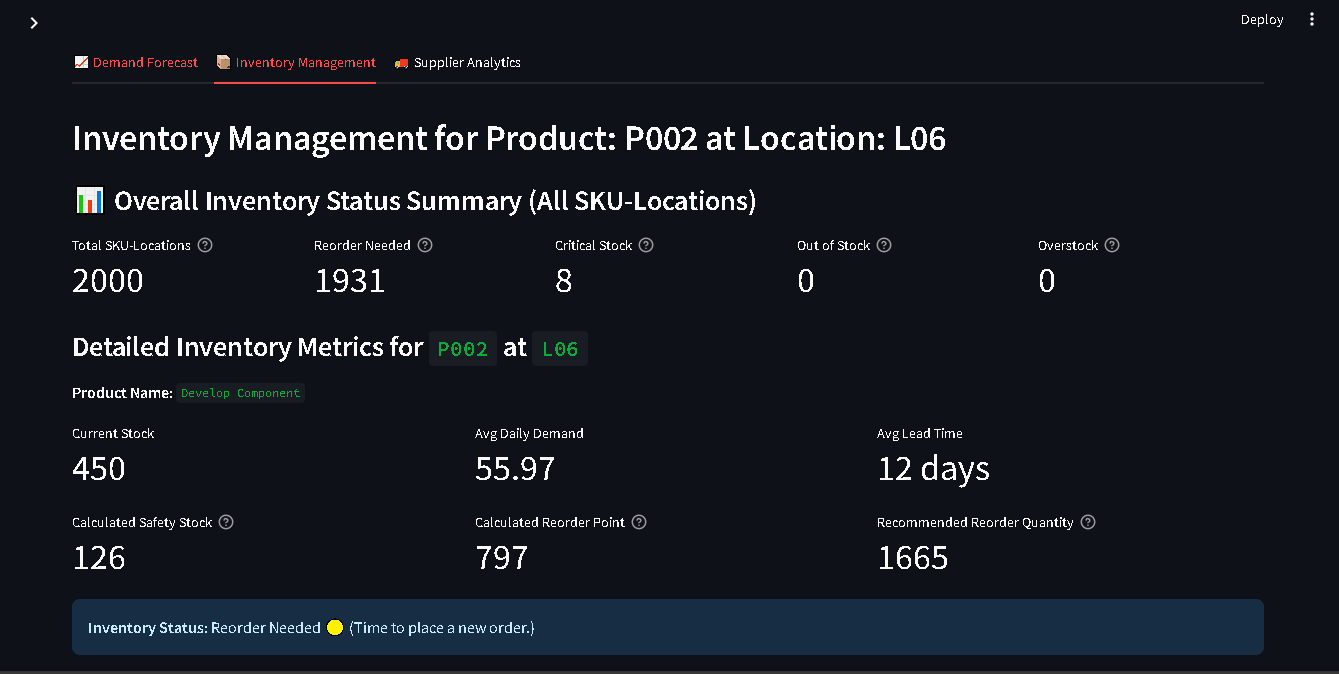 Deploy
Demand Forecast Inventory Management Supplier Analytics
Inventory Management for Product: P002 at Location: L06
Overall Inventory Status Summary (All SKU-Locations)
Total SKU-Locations Reorder Needed Critical Stock Out of Stock Overstock
2000 1931 8 0 0
Detailed Inventory Metrics for P002 at L06
Product Name: Develop Component
Current Stock Avg Daily Demand Avg Lead Time
450 55.97 12 days
Calculated Safety Stock Calculated Reorder Point Recommended Reorder Quantity
126 797 1665
Inventory Status: Reorder Needed 🟡 (Time to place a new order.)